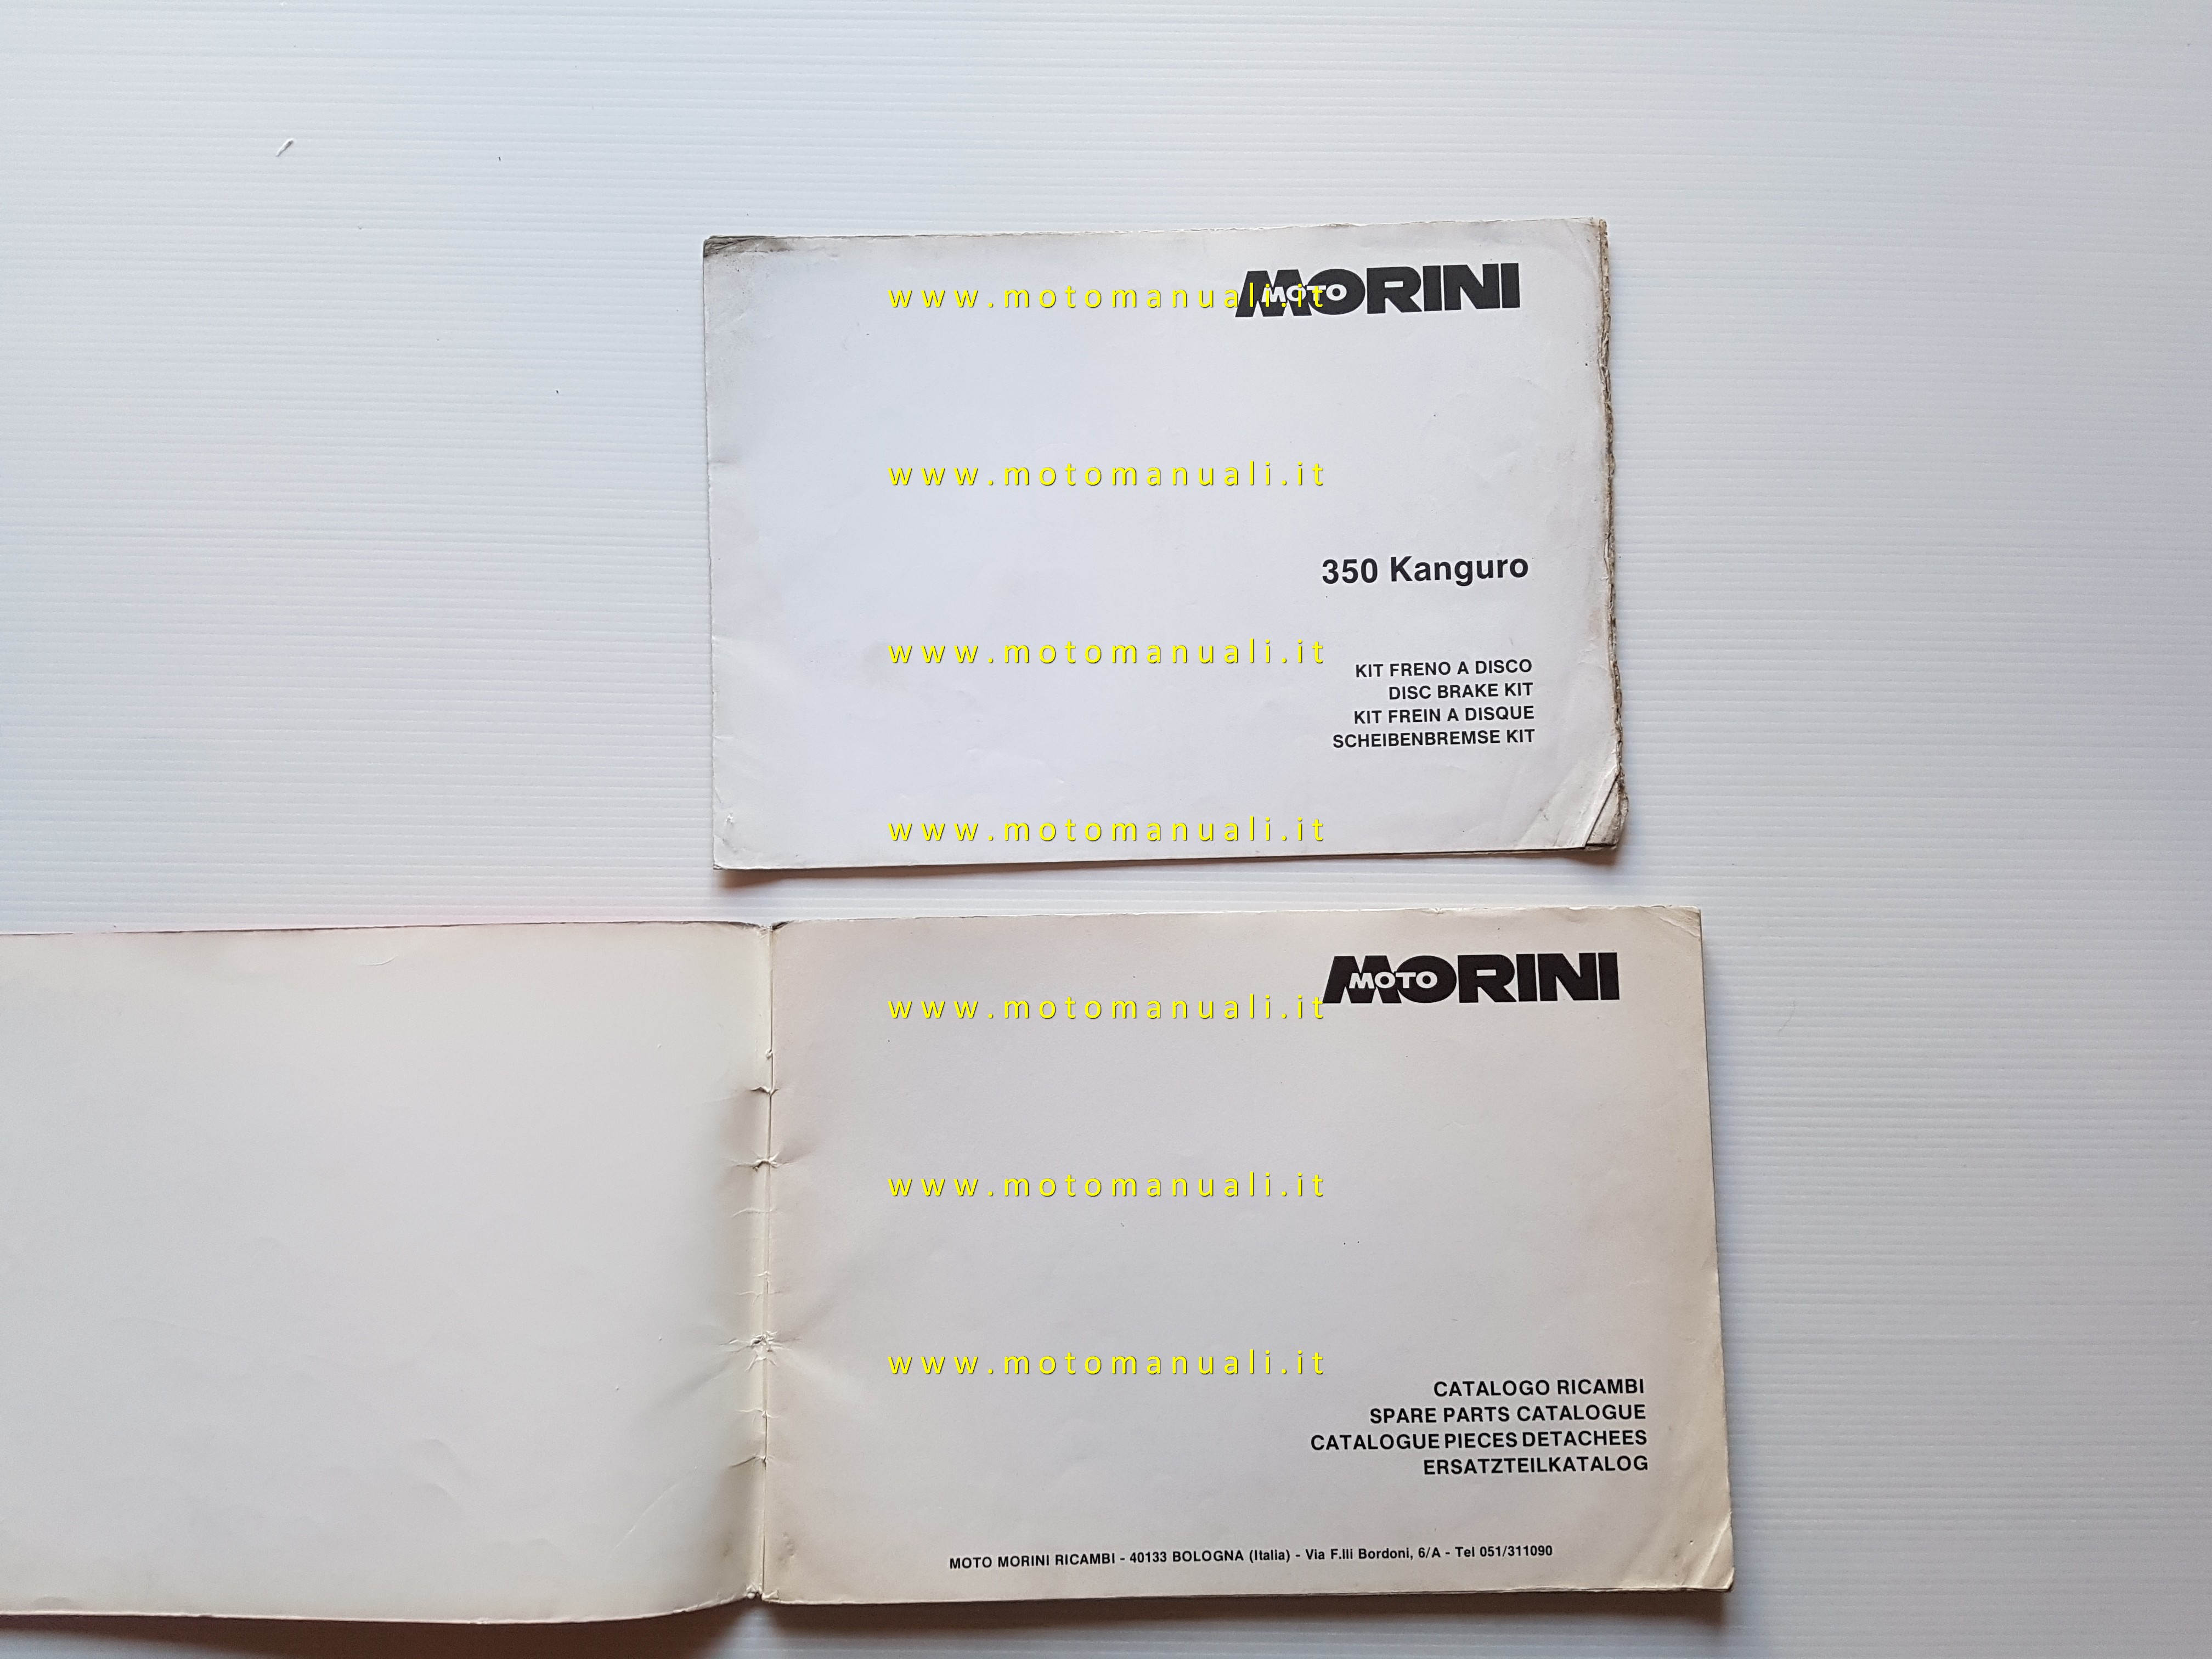 www.motomanuali.it
MOTO MORINI
www.motomanuali.it
350 Kanguro
www.motomanuali.it
KIT FRENO A DISCO
DISC BRAKE KIT
KIT FREIN A DISQUE
SCHEIBENBREMSE KIT
www.motomanuali.it
MOTO MORINI
www.motomanuali.it
www.motomanuali.it
www.motomanuali.it
CATALOGO RICAMBI
SPARE PARTS CATALOGUE
CATALOGUE PIECES DETACHEES
ERSATZTEILKATALOG
MOTO MORINI RICAMBI - 40133 BOLOGNA (Italia) - Via F.lli Bordoni, 6/A - Tel 051/311090